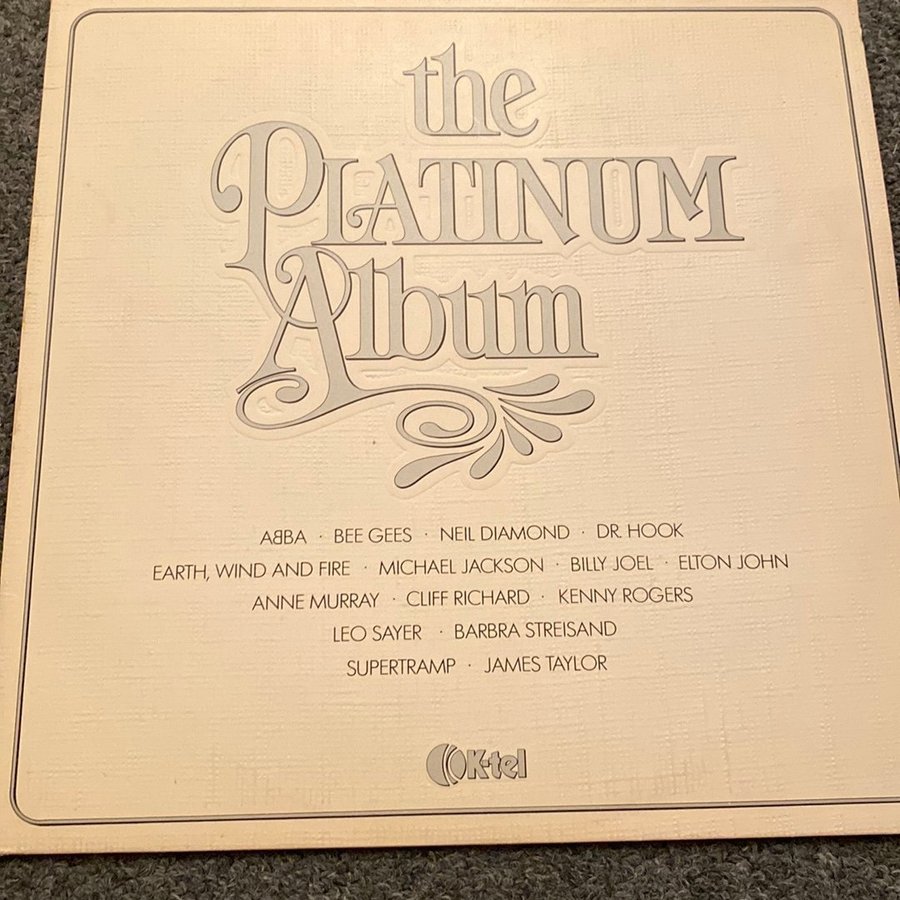 the
PLATINUM
Album
ABBA · BEE GEES · NEIL DIAMOND · DR. HOOK
EARTH, WIND AND FIRE · MICHAEL JACKSON · BILLY JOEL · ELTON JOHN
ANNE MURRAY · CLIFF RICHARD · KENNY ROGERS
LEO SAYER · BARBRA STREISAND
SUPERTRAMP · JAMES TAYLOR
K-tel